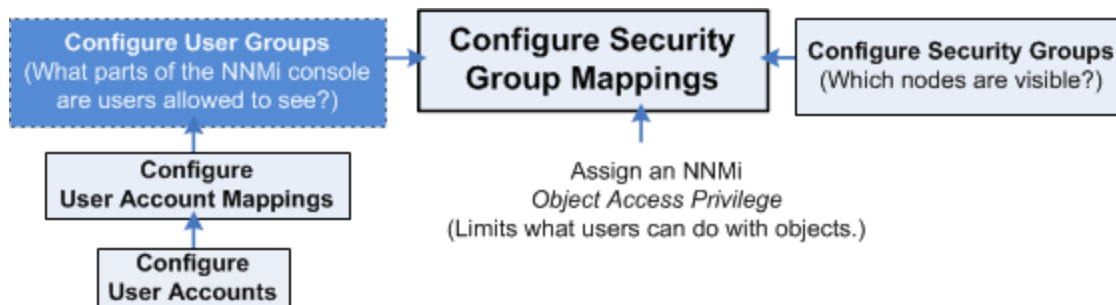 Configure User Groups
(What parts of the NNMi console
are users allowed to see?)
Configure Security
Group Mappings
Configure Security Groups
(Which nodes are visible?)
Configure
User Account Mappings
Assign an NNMi
Object Access Privilege
(Limits what users can do with objects.)
Configure
User Accounts